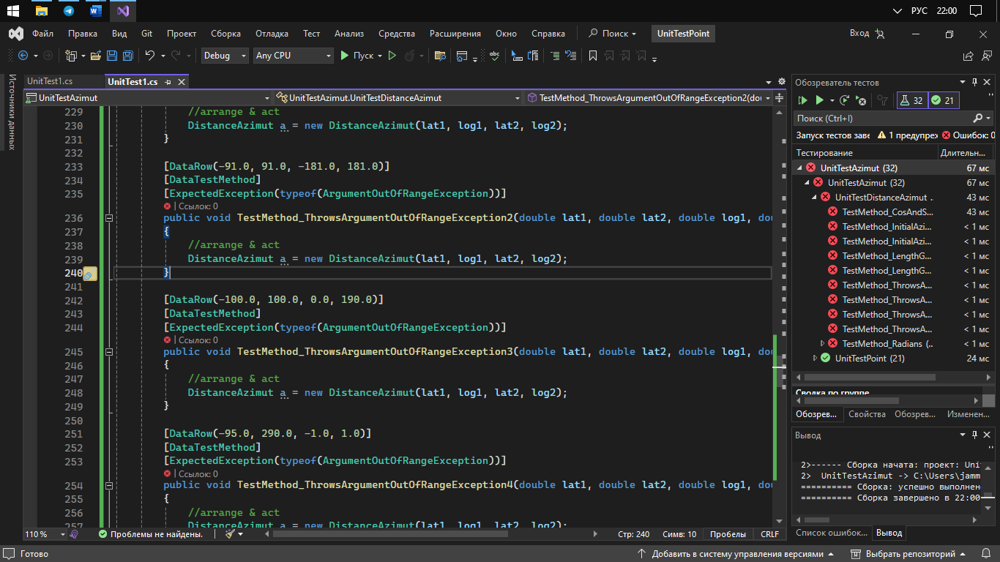 РУС 22:00
Файл Правка Вид Git Проект Сборка Отладка Тест Анализ Средства Расширения Окно Справка Поиск UnitTestPoint Вход
Debug Any CPU Пуск
Источники данных
UnitTest1.cs UnitTest1.cs
UnitTestAzimut UnitTestAzimut.UnitTestDistanceAzimut TestMethod_ThrowsArgumentOutOfRangeException2(dou
229 //arrange & act
230 DistanceAzimut a = new DistanceAzimut(lat1, log1, lat2, log2);
231 }
232
233 [DataRow(-91.0, 91.0, -181.0, 181.0)]
234 [DataTestMethod]
235 [ExpectedException(typeof(ArgumentOutOfRangeException))]
| Ссылок: 0
236 public void TestMethod_ThrowsArgumentOutOfRangeException2(double lat1, double lat2, double log1, dou
237 {
238 //arrange & act
239 DistanceAzimut a = new DistanceAzimut(lat1, log1, lat2, log2);
240 }
241
242 [DataRow(-100.0, 100.0, 0.0, 190.0)]
243 [DataTestMethod]
244 [ExpectedException(typeof(ArgumentOutOfRangeException))]
| Ссылок: 0
245 public void TestMethod_ThrowsArgumentOutOfRangeException3(double lat1, double lat2, double log1, dou
246 {
247 //arrange & act
248 DistanceAzimut a = new DistanceAzimut(lat1, log1, lat2, log2);
249 }
250
251 [DataRow(-95.0, 290.0, -1.0, 1.0)]
252 [DataTestMethod]
253 [ExpectedException(typeof(ArgumentOutOfRangeException))]
| Ссылок: 0
254 public void TestMethod_ThrowsArgumentOutOfRangeException4(double lat1, double lat2, double log1, dou
255 {
256 //arrange & act
257 DistanceAzimut a = new DistanceAzimut(lat1, log1, lat2, log2);
110 % Проблемы не найдены. Стр: 240 Симв: 10 Пробелы CRLF
Обозреватель тестов
32 21
Поиск (Ctrl+I)
Запуск тестов заве 1 предупреж Ошибок: 0
Тестирование Длительн...
UnitTestAzimut (32) 67 мс
UnitTestAzimut (32) 67 мс
UnitTestDistanceAzimut .. 43 мс
TestMethod_CosAndS... 43 мс
TestMethod_InitialAzi... < 1 мс
TestMethod_InitialAzi... < 1 мс
TestMethod_LengthG... < 1 мс
TestMethod_LengthG... < 1 мс
TestMethod_ThrowsA... < 1 мс
TestMethod_ThrowsA... < 1 мс
TestMethod_ThrowsA... < 1 мс
TestMethod_ThrowsA... < 1 мс
TestMethod_Radians (.. < 1 мс
UnitTestPoint (21) 24 мс
Сводка по группе
Обозрев... Свойства Обозрев... Изменен...
Вывод
2>------ Сборка начата: проект: Uni
2> UnitTestAzimut -> C:\Users\jamm
========== Сборка: успешно выполнено
========== Сборка завершено в 22:00
Список ошибок... Вывод
Готово Добавить в систему управления версиями Выбрать репозиторий